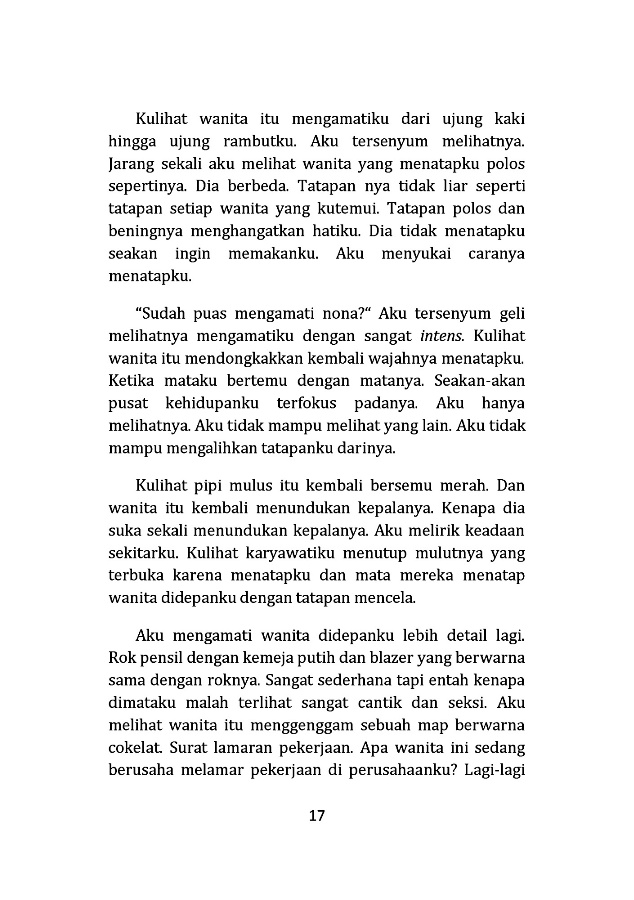 Kulihat wanita itu mengamatiku dari ujung kaki
hingga ujung rambutku. Aku tersenyum melihatnya.
Jarang sekali aku melihat wanita yang menatapku polos
sepertinya. Dia berbeda. Tatapan nya tidak liar seperti
tatapan setiap wanita yang kutemui. Tatapan polos dan
beningnya menghangatkan hatiku. Dia tidak menatapku
seakan ingin memakanku. Aku menyukai caranya
menatapku.
“Sudah puas mengamati nona?“ Aku tersenyum geli
melihatnya mengamatiku dengan sangat intens. Kulihat
wanita itu mendongkakkan kembali wajahnya menatapku.
Ketika mataku bertemu dengan matanya. Seakan-akan
pusat kehidupanku terfokus padanya. Aku hanya
melihatnya. Aku tidak mampu melihat yang lain. Aku tidak
mampu mengalihkan tatapanku darinya.
Kulihat pipi mulus itu kembali bersemu merah. Dan
wanita itu kembali menundukan kepalanya. Kenapa dia
suka sekali menundukan kepalanya. Aku melirik keadaan
sekitarku. Kulihat karyawatiku menutup mulutnya yang
terbuka karena menatapku dan mata mereka menatap
wanita didepanku dengan tatapan mencela.
Aku mengamati wanita didepanku lebih detail lagi.
Rok pensil dengan kemeja putih dan blazer yang berwarna
sama dengan roknya. Sangat sederhana tapi entah kenapa
dimataku malah terlihat sangat cantik dan seksi. Aku
melihat wanita itu menggenggam sebuah map berwarna
cokelat. Surat lamaran pekerjaan. Apa wanita ini sedang
berusaha melamar pekerjaan di perusahaanku? Lagi-lagi
17